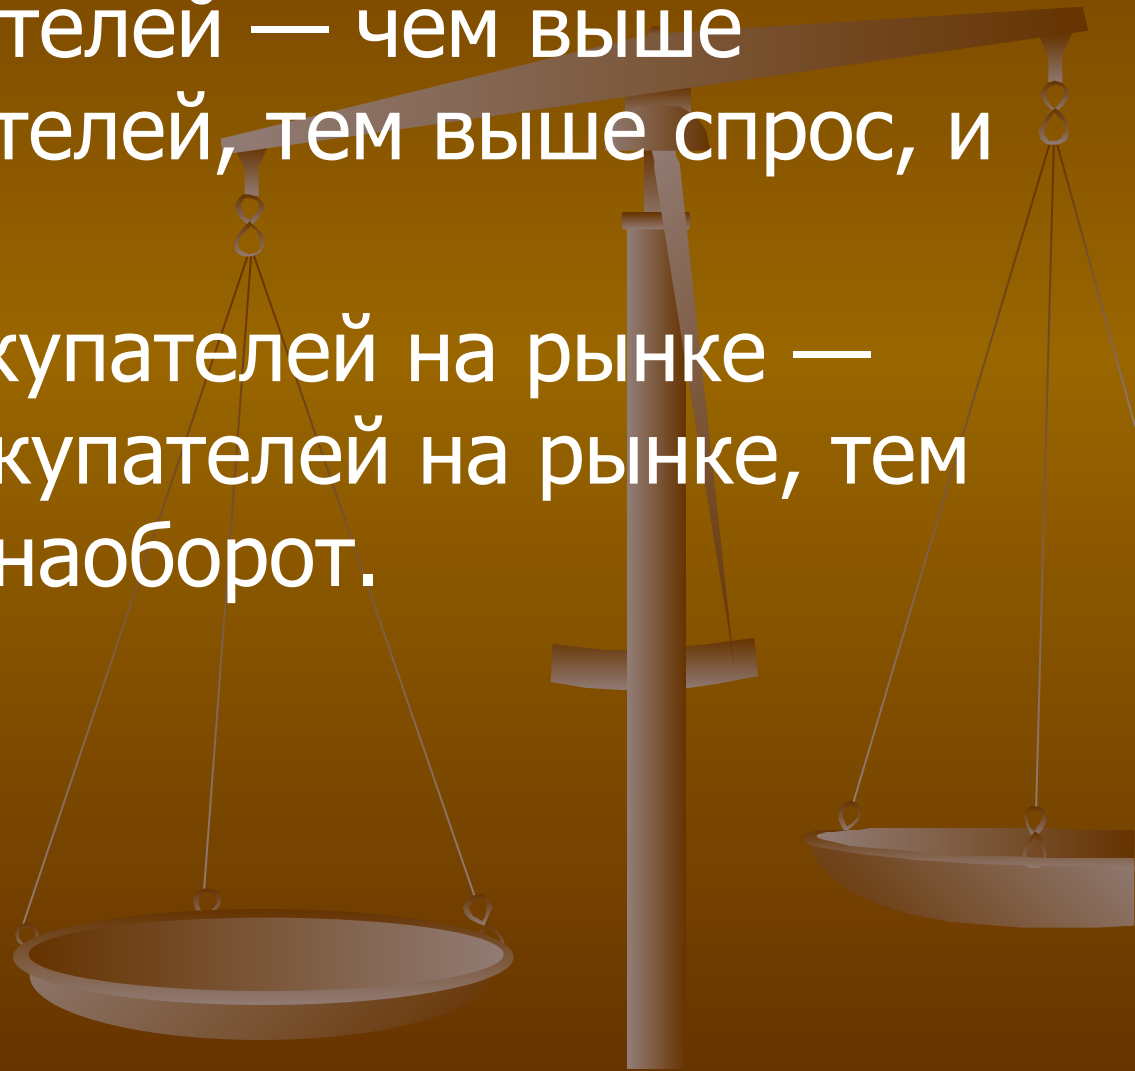 телей — чем выше
телей, тем выше спрос, и
купателей на рынке —
купателей на рынке, тем
наоборот.